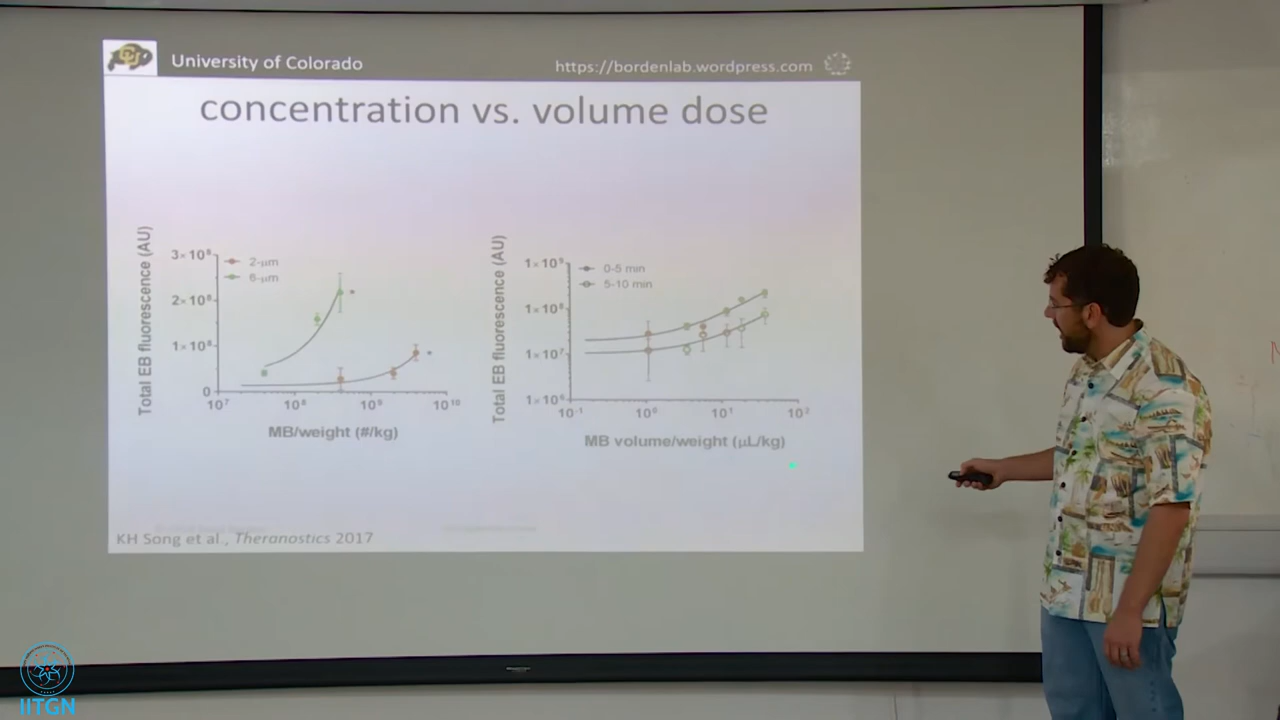 University of Colorado
https://bordenlab.wordpress.com
concentration vs. volume dose
Total EB fluorescence (AU)
3×10⁸
2×10⁸
1×10⁸
0
2-μm
6-μm
10⁷ 10⁸ 10⁹ 10¹⁰
MB/weight (#/kg)
Total EB fluorescence (AU)
1×10⁹
1×10⁸
1×10⁷
1×10⁶
0-5 min
5-10 min
10⁻¹ 10⁰ 10¹ 10²
MB volume/weight (μL/kg)
KH Song et al., Theranostics 2017
IITGN